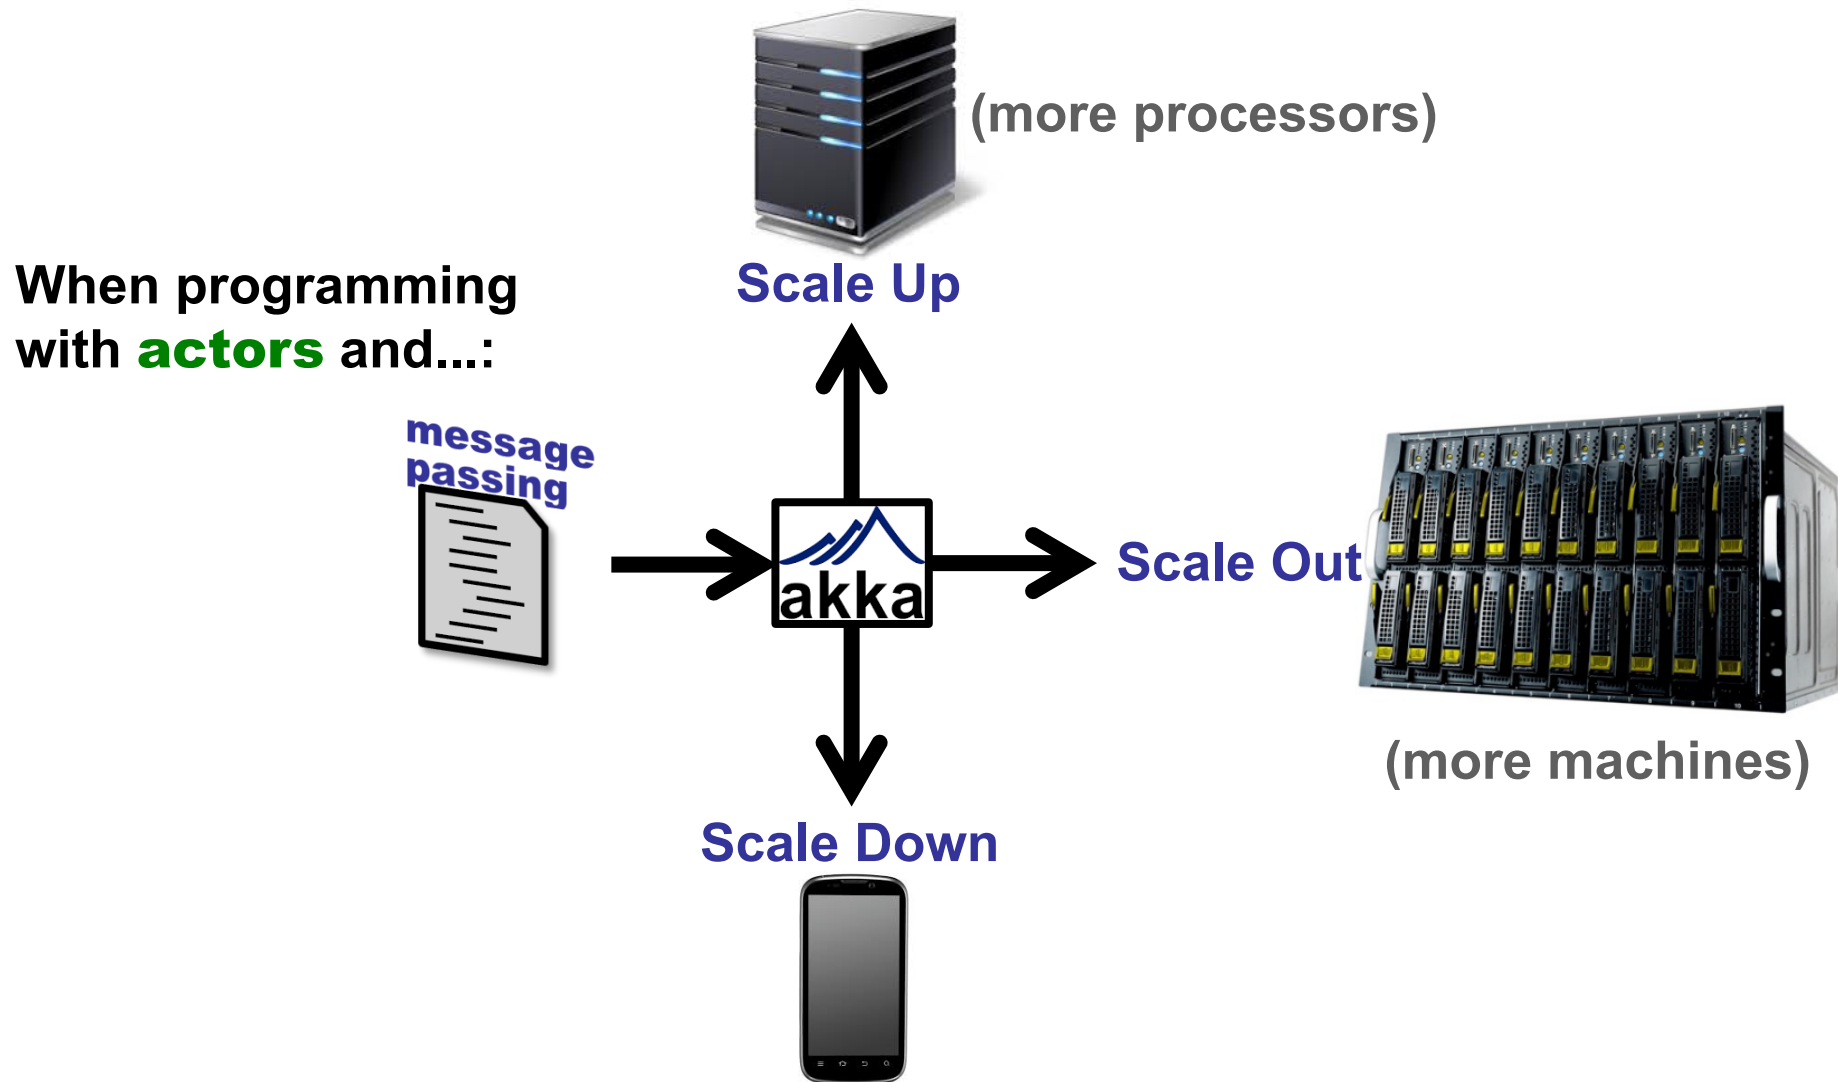 (more processors)
Scale Up
When programming
with actors and...:
message
passing
akka
Scale Out
(more machines)
Scale Down